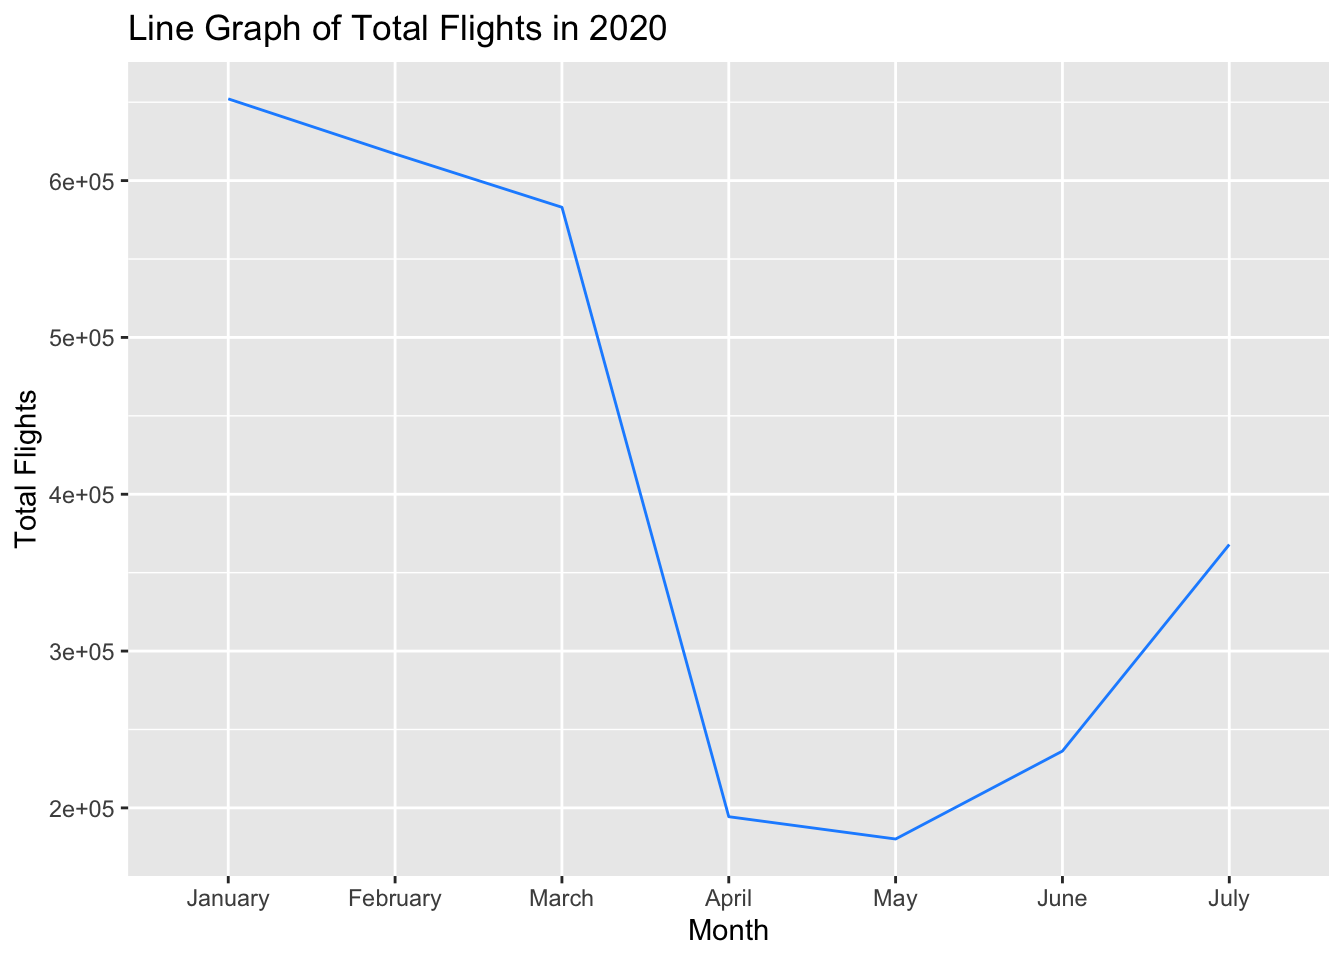 Line Graph of Total Flights in 2020
Total Flights
6e+05
5e+05
4e+05
3e+05
2e+05
January February March April May June July
Month